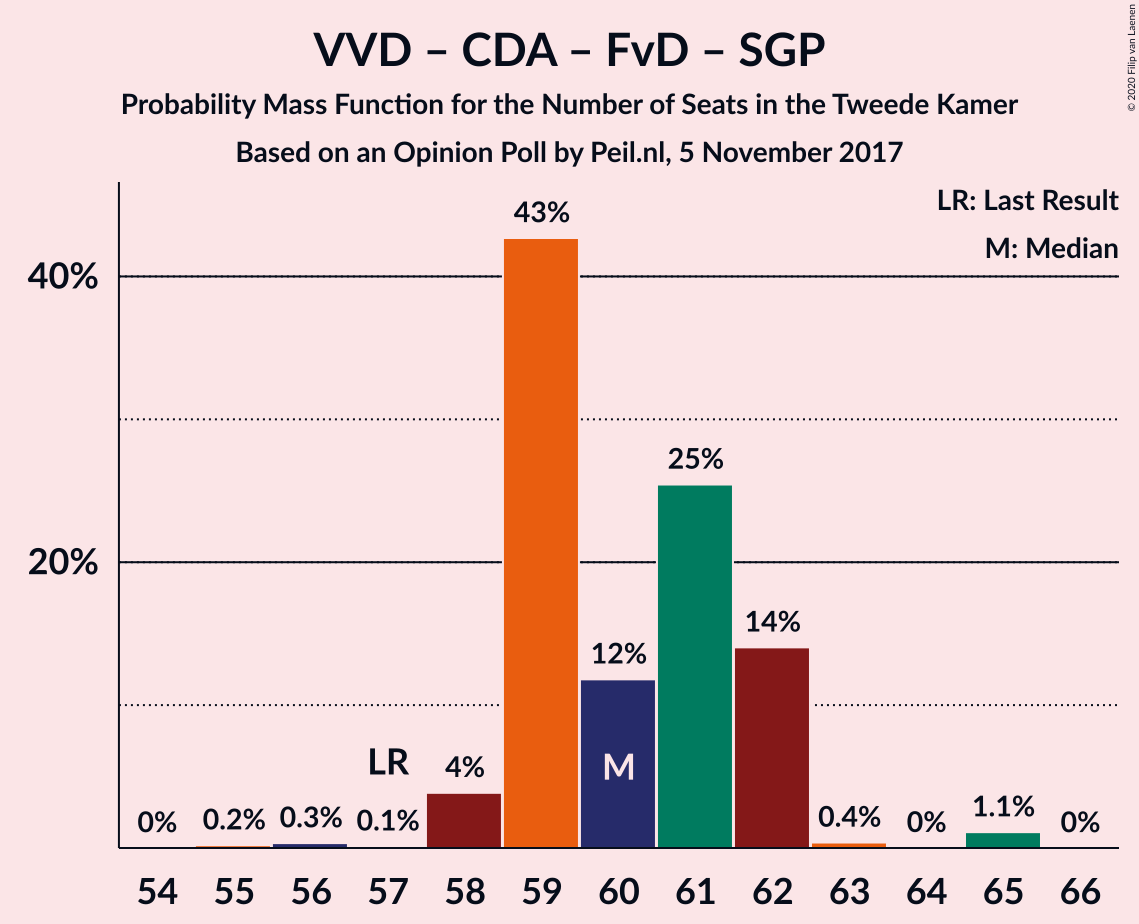 VVD – CDA – FvD – SGP
Probability Mass Function for the Number of Seats in the Tweede Kamer
Based on an Opinion Poll by Peil.nl, 5 November 2017
© 2020 Filip van Laenen
LR: Last Result
M: Median
43%
40%
25%
20%
14%
12%
LR
M
4%
0% 0.2% 0.3% 0.1% 0.4% 0% 1.1% 0%
54 55 56 57 58 59 60 61 62 63 64 65 66